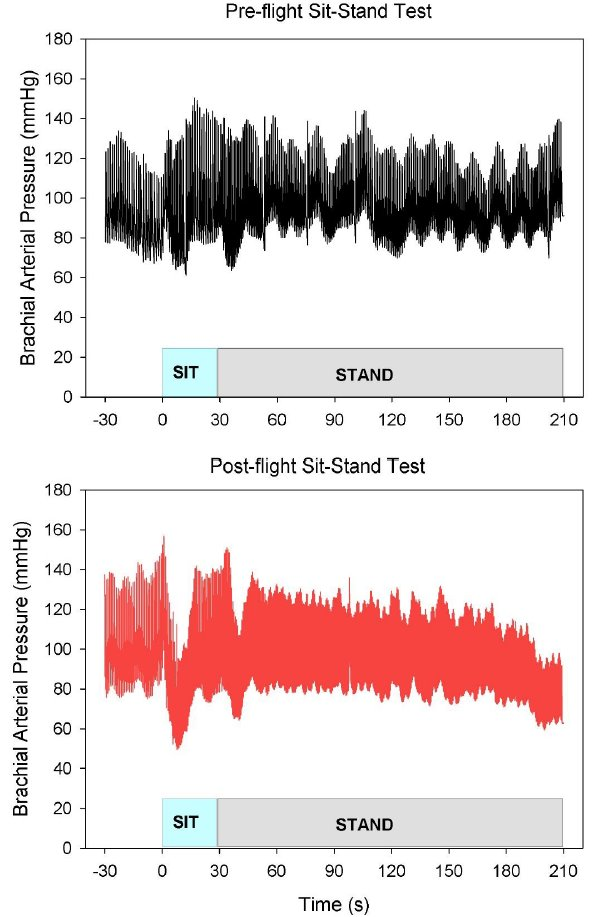 Pre-flight Sit-Stand Test
Brachial Arterial Pressure (mmHg)
180
160
140
120
100
80
60
40
20
0
SIT
STAND
-30 0 30 60 90 120 150 180 210
Post-flight Sit-Stand Test
Brachial Arterial Pressure (mmHg)
180
160
140
120
100
80
60
40
20
0
SIT
STAND
-30 0 30 60 90 120 150 180 210
Time (s)